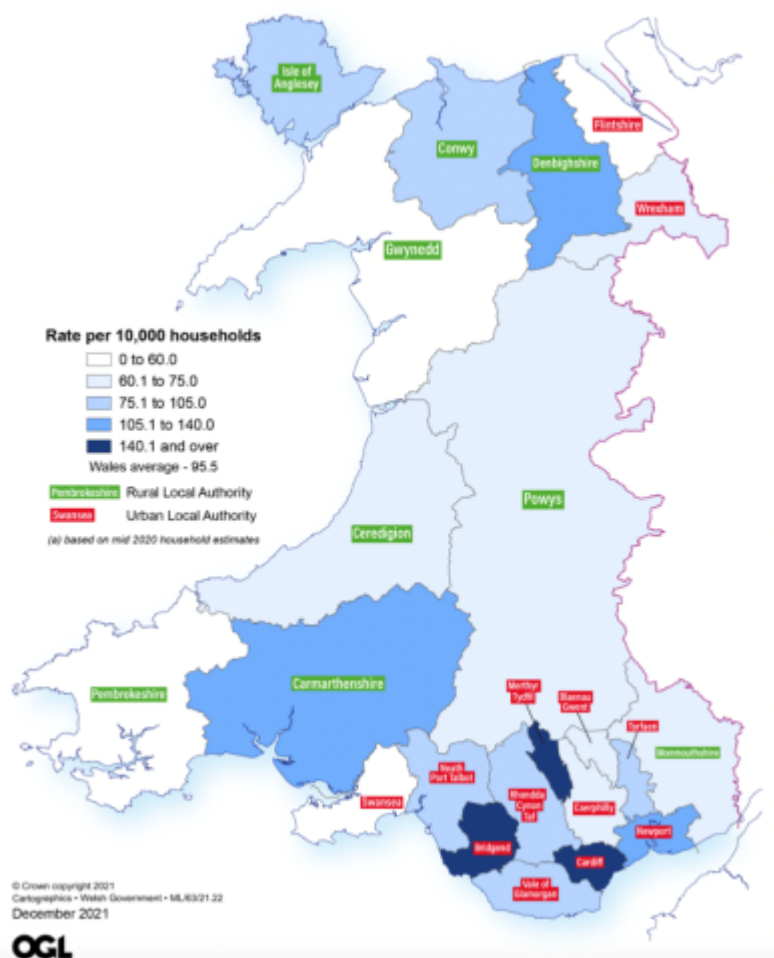 Isle of
Anglesey
Flintshire
Conwy
Denbighshire
Wrexham
Gwynedd
Rate per 10,000 households
0 to 60.0
60.1 to 75.0
75.1 to 105.0
105.1 to 140.0
140.1 and over
Wales average - 95.5
Pembrokeshire Rural Local Authority
Swansea Urban Local Authority
(a) based on mid 2020 household estimates
Powys
Ceredigion
Carmarthenshire
Pembrokeshire
Merthyr
Tydfil
Blaenau
Gwent
Torfaen
Monmouthshire
Neath
Port Talbot
Rhondda
Cynon
Taf
Swansea
Caerphilly
Newport
Bridgend
Cardiff
Vale of
Glamorgan
© Crown copyright 2021
Cartographics • Welsh Government • ML/63/21.22
December 2021
OGL